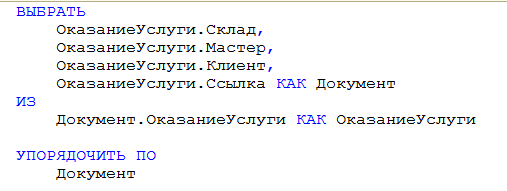 ВЫБРАТЬ
ОказаниеУслуги.Склад,
ОказаниеУслуги.Мастер,
ОказаниеУслуги.Клиент,
ОказаниеУслуги.Ссылка КАК Документ
ИЗ
Документ.ОказаниеУслуги КАК ОказаниеУслуги
УПОРЯДОЧИТЬ ПО
Документ